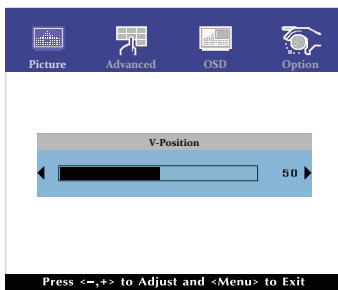 Picture Advanced OSD Option
V-Position
50
Press <–,+> to Adjust and <Menu> to Exit